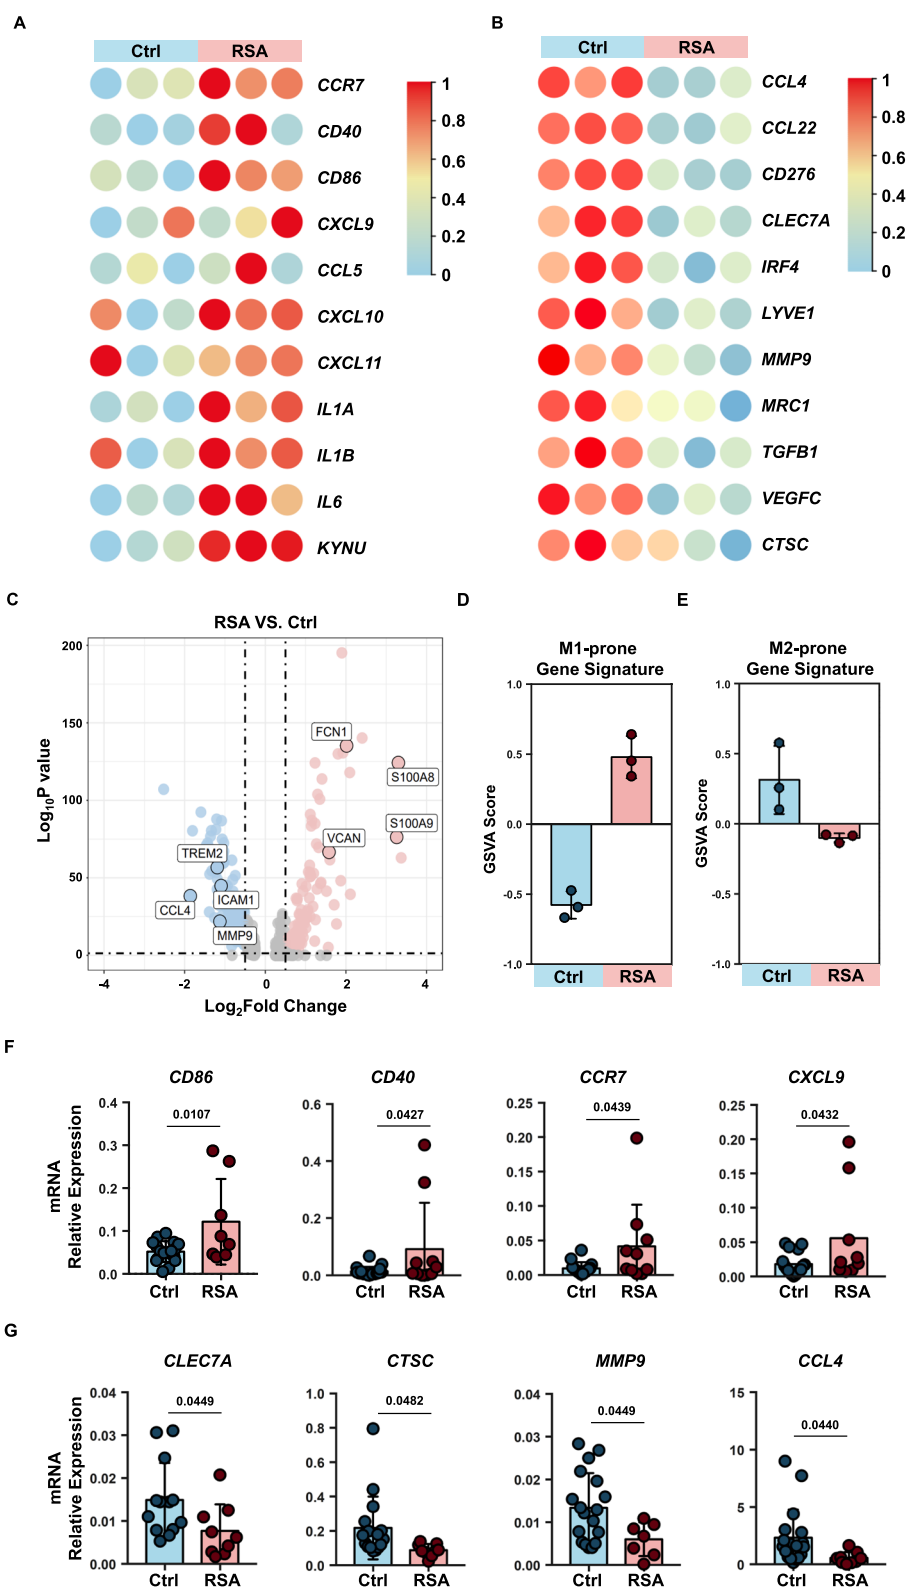 A
B
Ctrl RSA
Ctrl RSA
CCR7
CD40
CD86
CXCL9
CCL5
CXCL10
CXCL11
IL1A
IL1B
IL6
KYNU
1
0.8
0.6
0.4
0.2
0
CCL4
CCL22
CD276
CLEC7A
IRF4
LYVE1
MMP9
MRC1
TGFB1
VEGFC
CTSC
1
0.8
0.6
0.4
0.2
0
C
RSA VS. Ctrl
Log10P value
200
150
100
50
0
FCN1
S100A8
S100A9
VCAN
TREM2
ICAM1
CCL4
MMP9
-4 -2 0 2 4
Log2Fold Change
D
M1-prone
Gene Signature
GSVA Score
1.0
0.5
0.0
-0.5
-1.0
Ctrl RSA
E
M2-prone
Gene Signature
GSVA Score
1.0
0.5
0.0
-0.5
-1.0
Ctrl RSA
F
mRNA
Relative Expression
CD86
0.4
0.3
0.2
0.1
0.0
0.0107
Ctrl RSA
CD40
0.6
0.4
0.2
0.0
0.0427
Ctrl RSA
CCR7
0.25
0.20
0.15
0.10
0.05
0.00
0.0439
Ctrl RSA
CXCL9
0.25
0.20
0.15
0.10
0.05
0.00
0.0432
Ctrl RSA
G
mRNA
Relative Expression
CLEC7A
0.04
0.03
0.02
0.01
0.00
0.0449
Ctrl RSA
CTSC
1.0
0.8
0.6
0.4
0.2
0.0
0.0482
Ctrl RSA
MMP9
0.04
0.03
0.02
0.01
0.00
0.0449
Ctrl RSA
CCL4
15
10
5
0
0.0440
Ctrl RSA